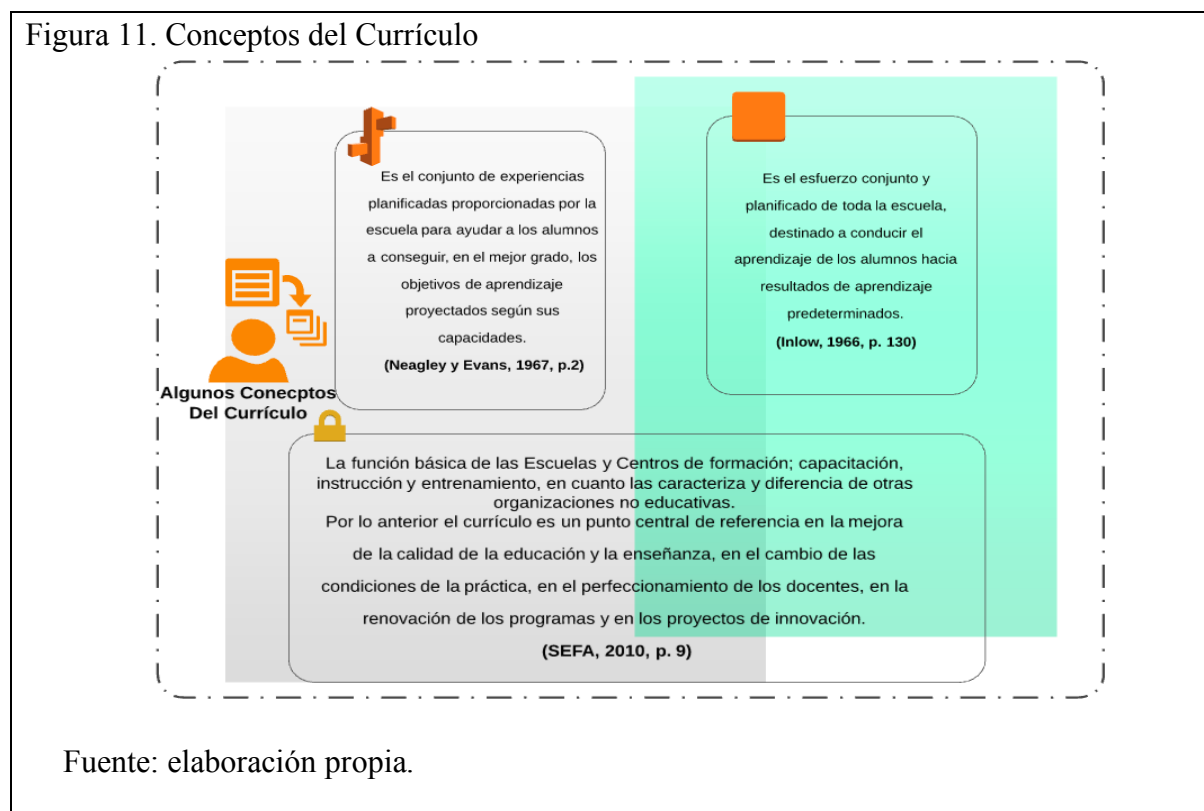 Figura 11. Conceptos del Currículo
Es el conjunto de experiencias
planificadas proporcionadas por la
escuela para ayudar a los alumnos
a conseguir, en el mejor grado, los
objetivos de aprendizaje
proyectados según sus
capacidades.
(Neagley y Evans, 1967, p.2)
Es el esfuerzo conjunto y
planificado de toda la escuela,
destinado a conducir el
aprendizaje de los alumnos hacia
resultados de aprendizaje
predeterminados.
(Inlow, 1966, p. 130)
Algunos Conecptos
Del Currículo
La función básica de las Escuelas y Centros de formación; capacitación,
instrucción y entrenamiento, en cuanto las caracteriza y diferencia de otras
organizaciones no educativas.
Por lo anterior el currículo es un punto central de referencia en la mejora
de la calidad de la educación y la enseñanza, en el cambio de las
condiciones de la práctica, en el perfeccionamiento de los docentes, en la
renovación de los programas y en los proyectos de innovación.
(SEFA, 2010, p. 9)
Fuente: elaboración propia.